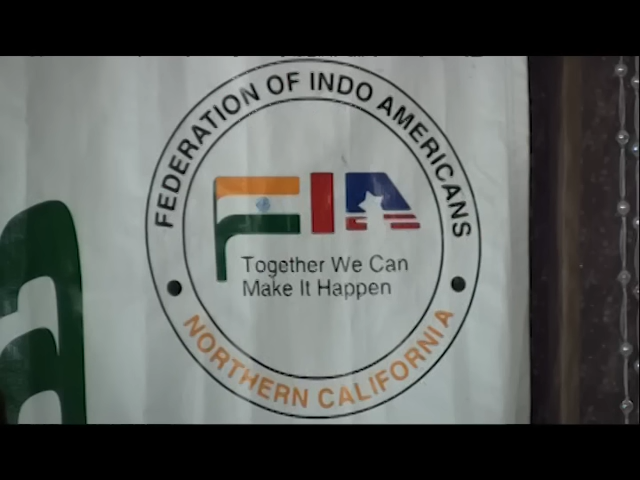 FEDERATION OF INDO AMERICANS
FIA
Together We Can
Make It Happen
NORTHERN CALIFORNIA